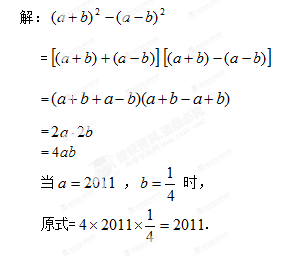 解：(a+b)²−(a−b)²
=[(a+b)+(a−b)][(a+b)−(a−b)]
=(a+b+a−b)(a+b−a+b)
=2a·2b
=4ab
当 a=2011 ，b=1/4 时，
原式=4×2011×1/4=2011.